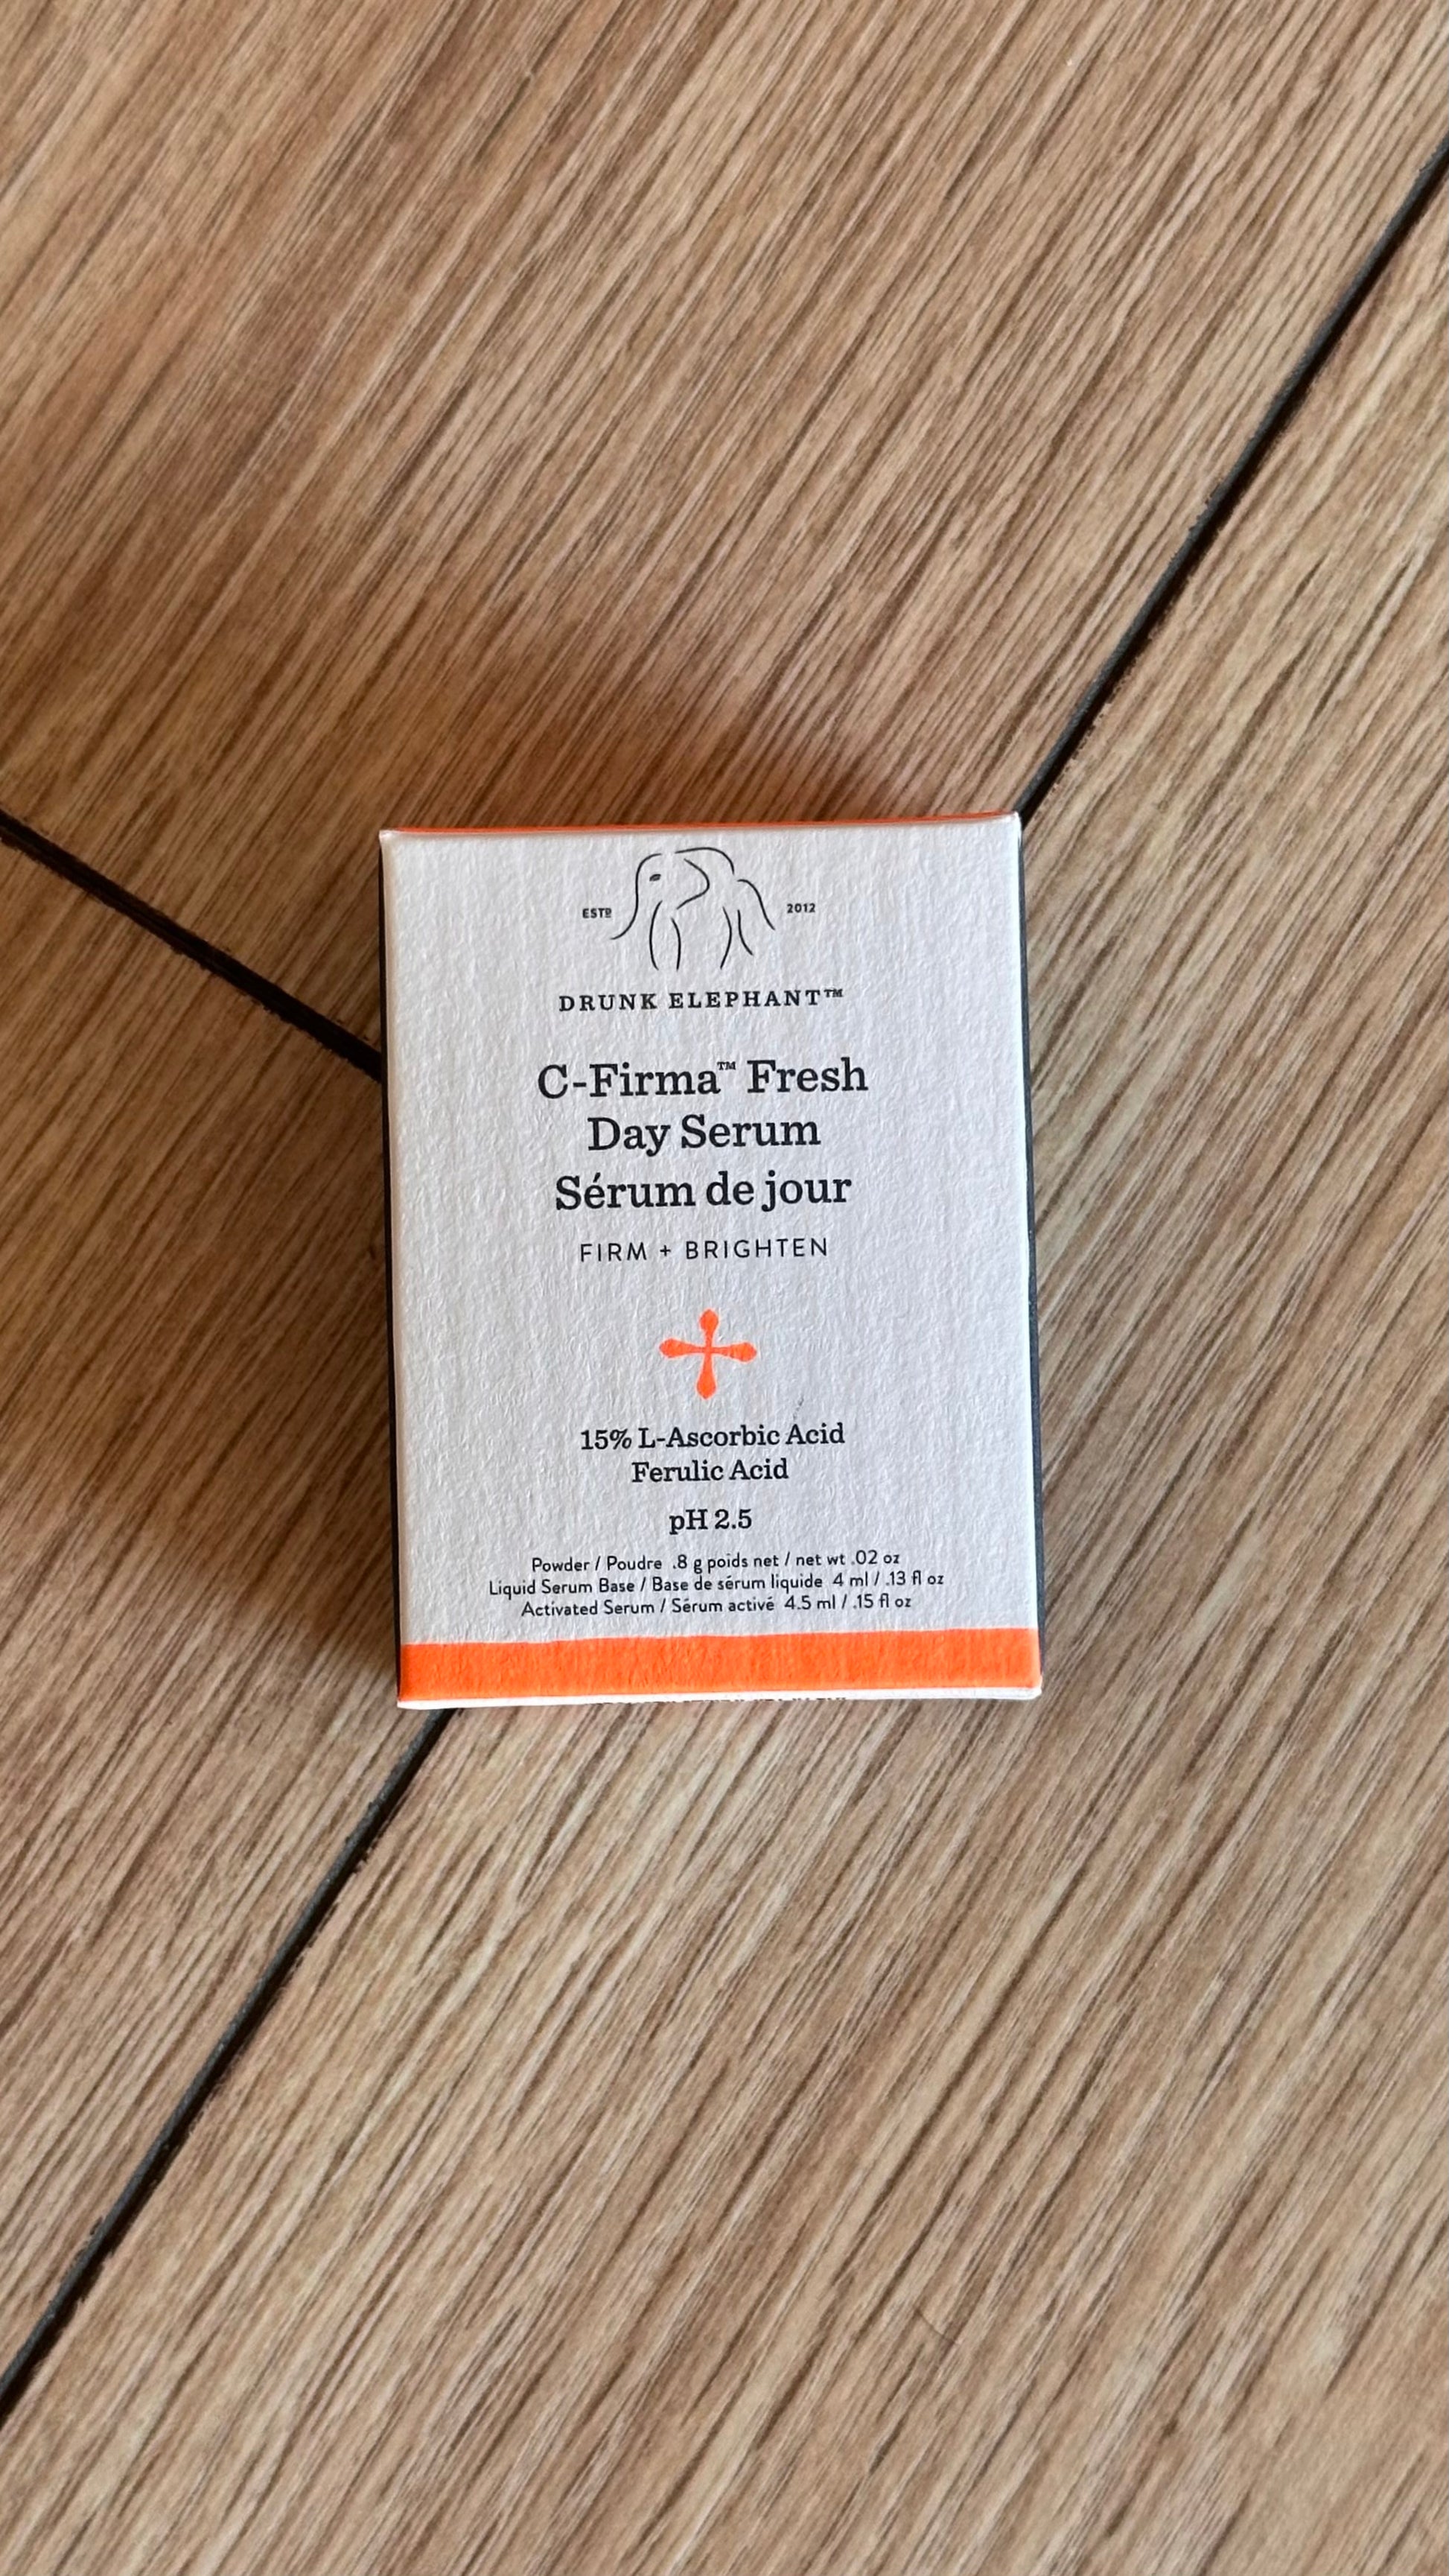 ESTD 2012
DRUNK ELEPHANT™
C-Firma™ Fresh
Day Serum
Sérum de jour
FIRM + BRIGHTEN
15% L-Ascorbic Acid
Ferulic Acid
pH 2.5
Powder / Poudre .8 g poids net / net wt .02 oz
Liquid Serum Base / Base de sérum liquide 4 ml / .13 fl oz
Activated Serum / Sérum activé 4.5 ml / .15 fl oz